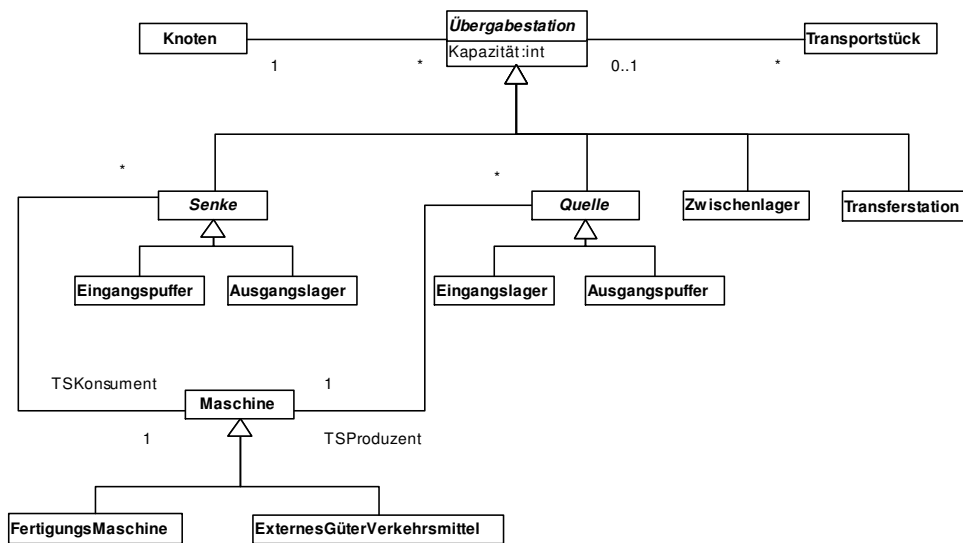 Übergabestation
Knoten
Transportstück
Kapazität:int
1
*
0..1
*
*
*
Senke
Quelle
Zwischenlager
Transferstation
Eingangspuffer
Ausgangslager
Eingangslager
Ausgangspuffer
TSKonsument
1
Maschine
1
TSProduzent
FertigungsMaschine
ExternesGüterVerkehrsmittel